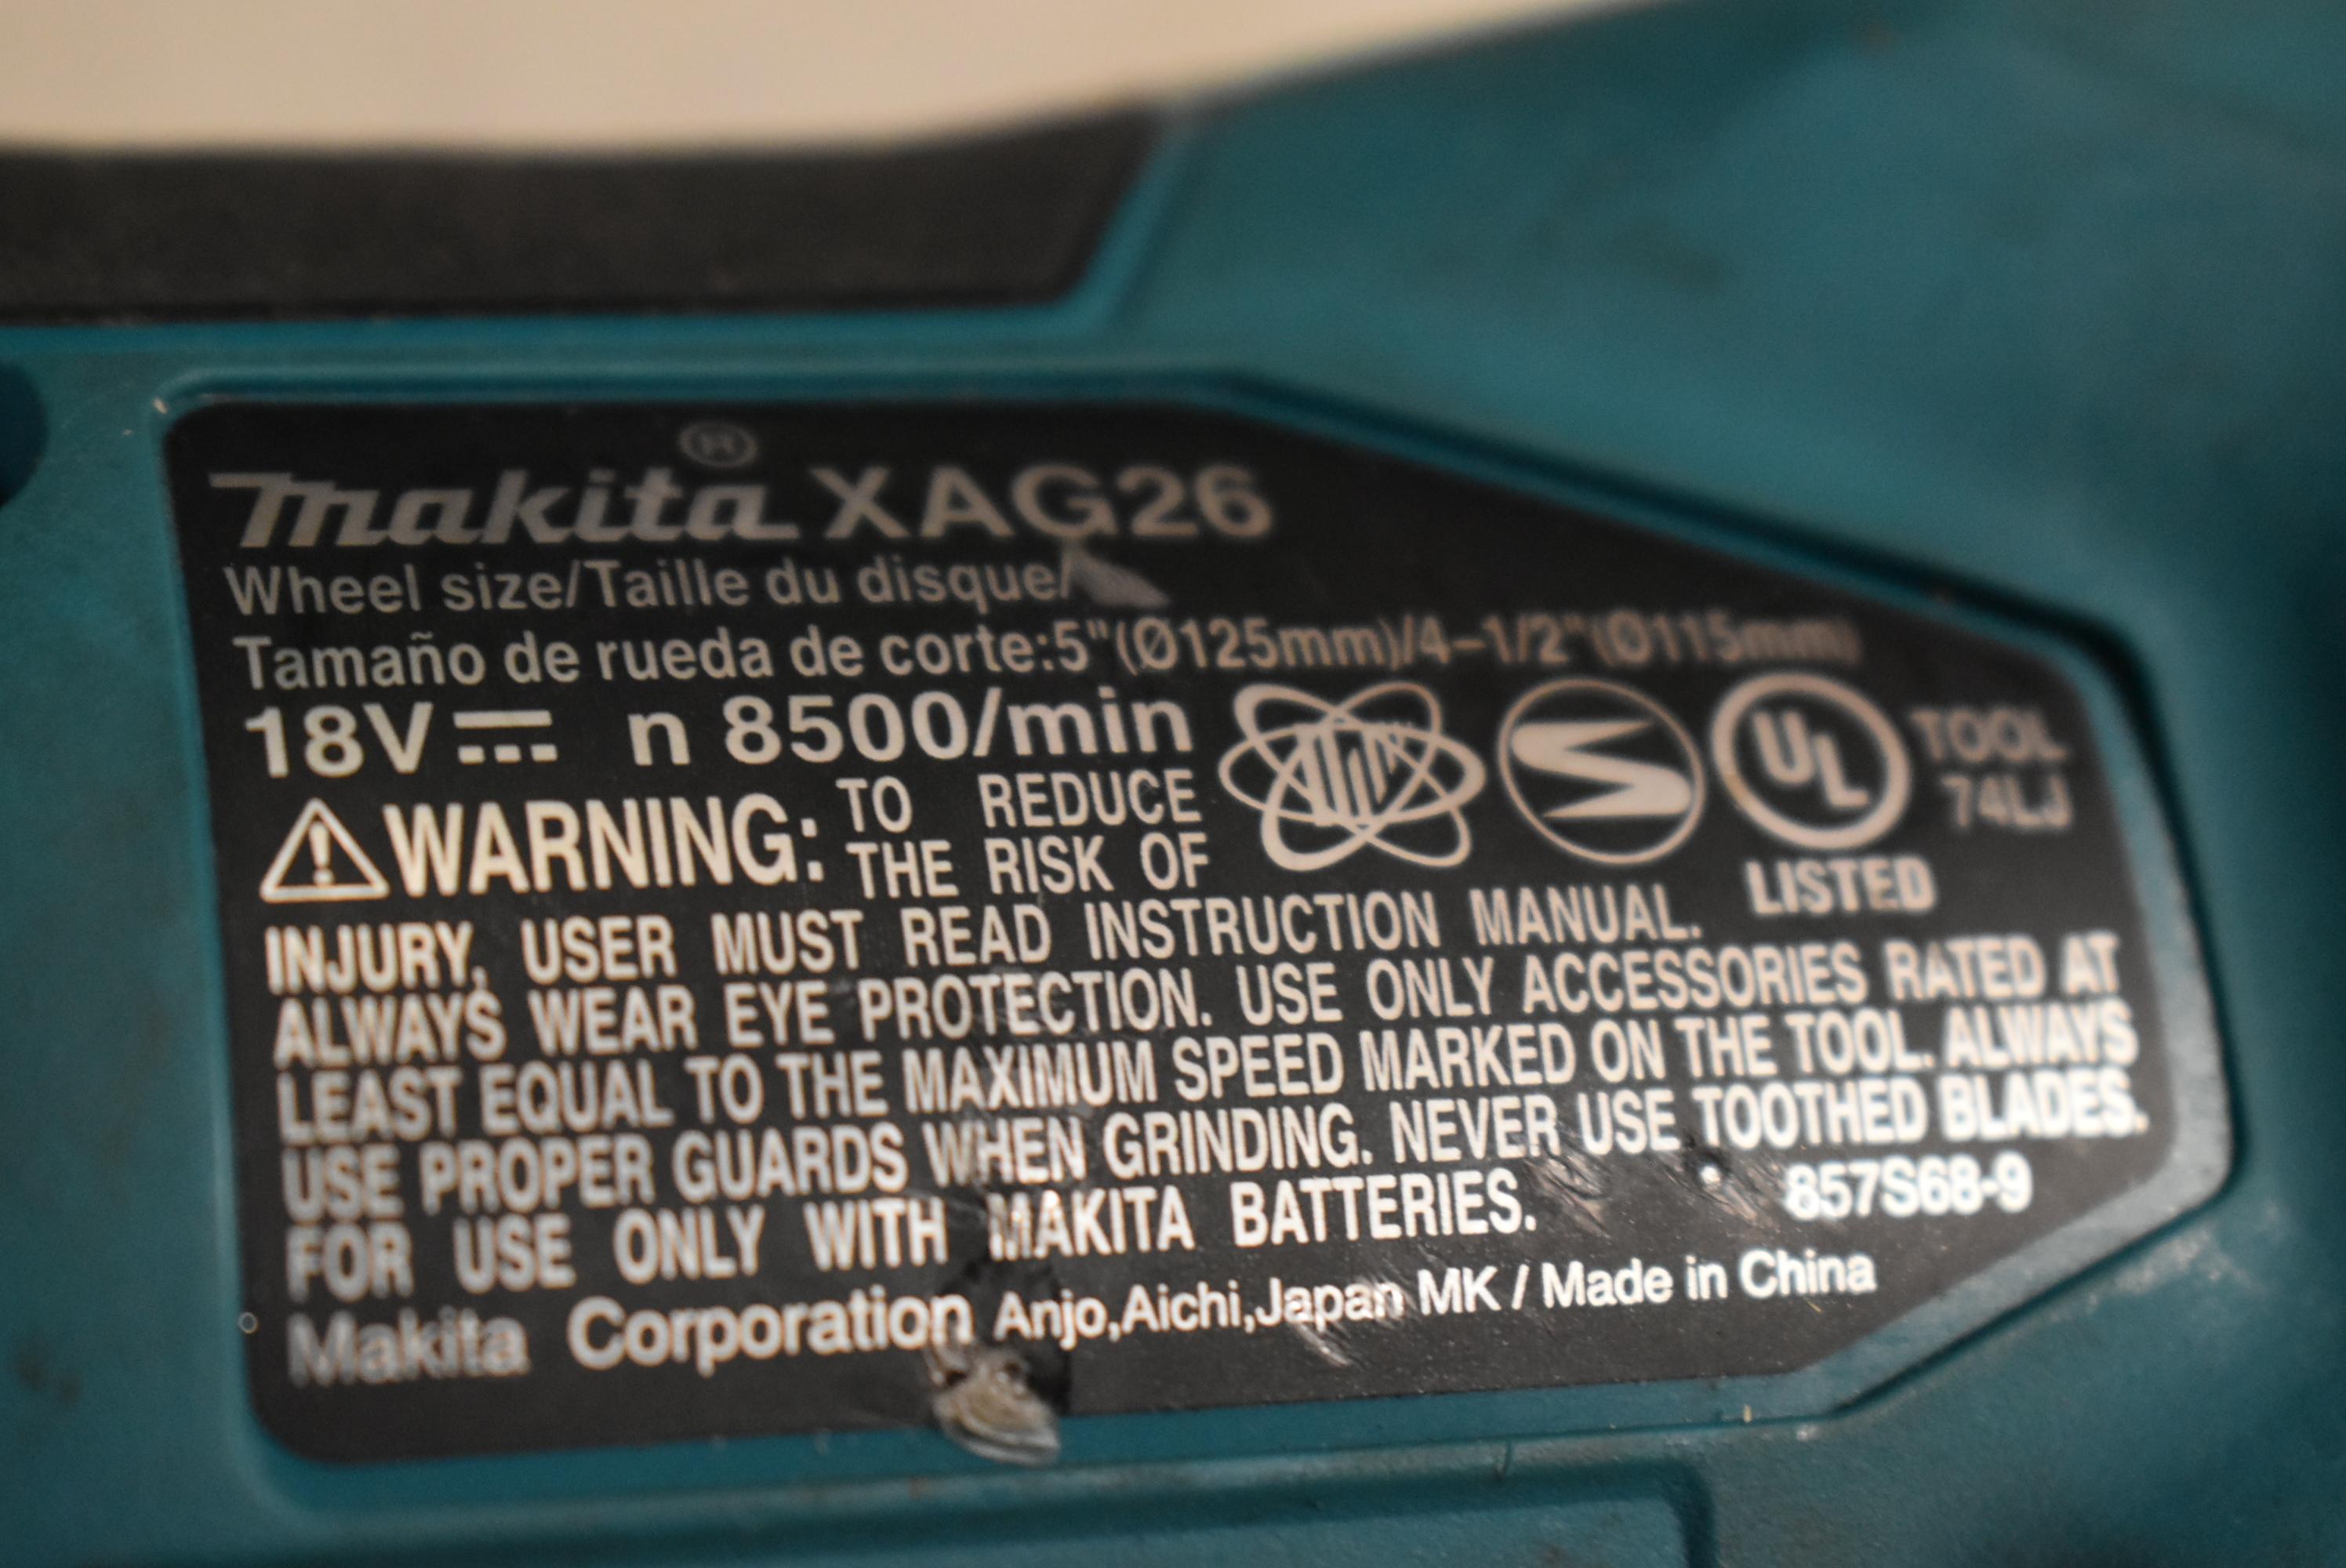 makita® XAG26
Wheel size/Taille du disque/
Tamaño de rueda de corte:5"(Ø125mm)/4-1/2"(Ø115mm)
18V⎓ n 8500/min
⚠WARNING: TO REDUCE
THE RISK OF
UL TOOL
74LJ
LISTED
INJURY, USER MUST READ INSTRUCTION MANUAL.
ALWAYS WEAR EYE PROTECTION. USE ONLY ACCESSORIES RATED AT
LEAST EQUAL TO THE MAXIMUM SPEED MARKED ON THE TOOL. ALWAYS
USE PROPER GUARDS WHEN GRINDING. NEVER USE TOOTHED BLADES.
FOR USE ONLY WITH MAKITA BATTERIES.
857S68-9
Makita Corporation Anjo,Aichi,Japan MK / Made in China